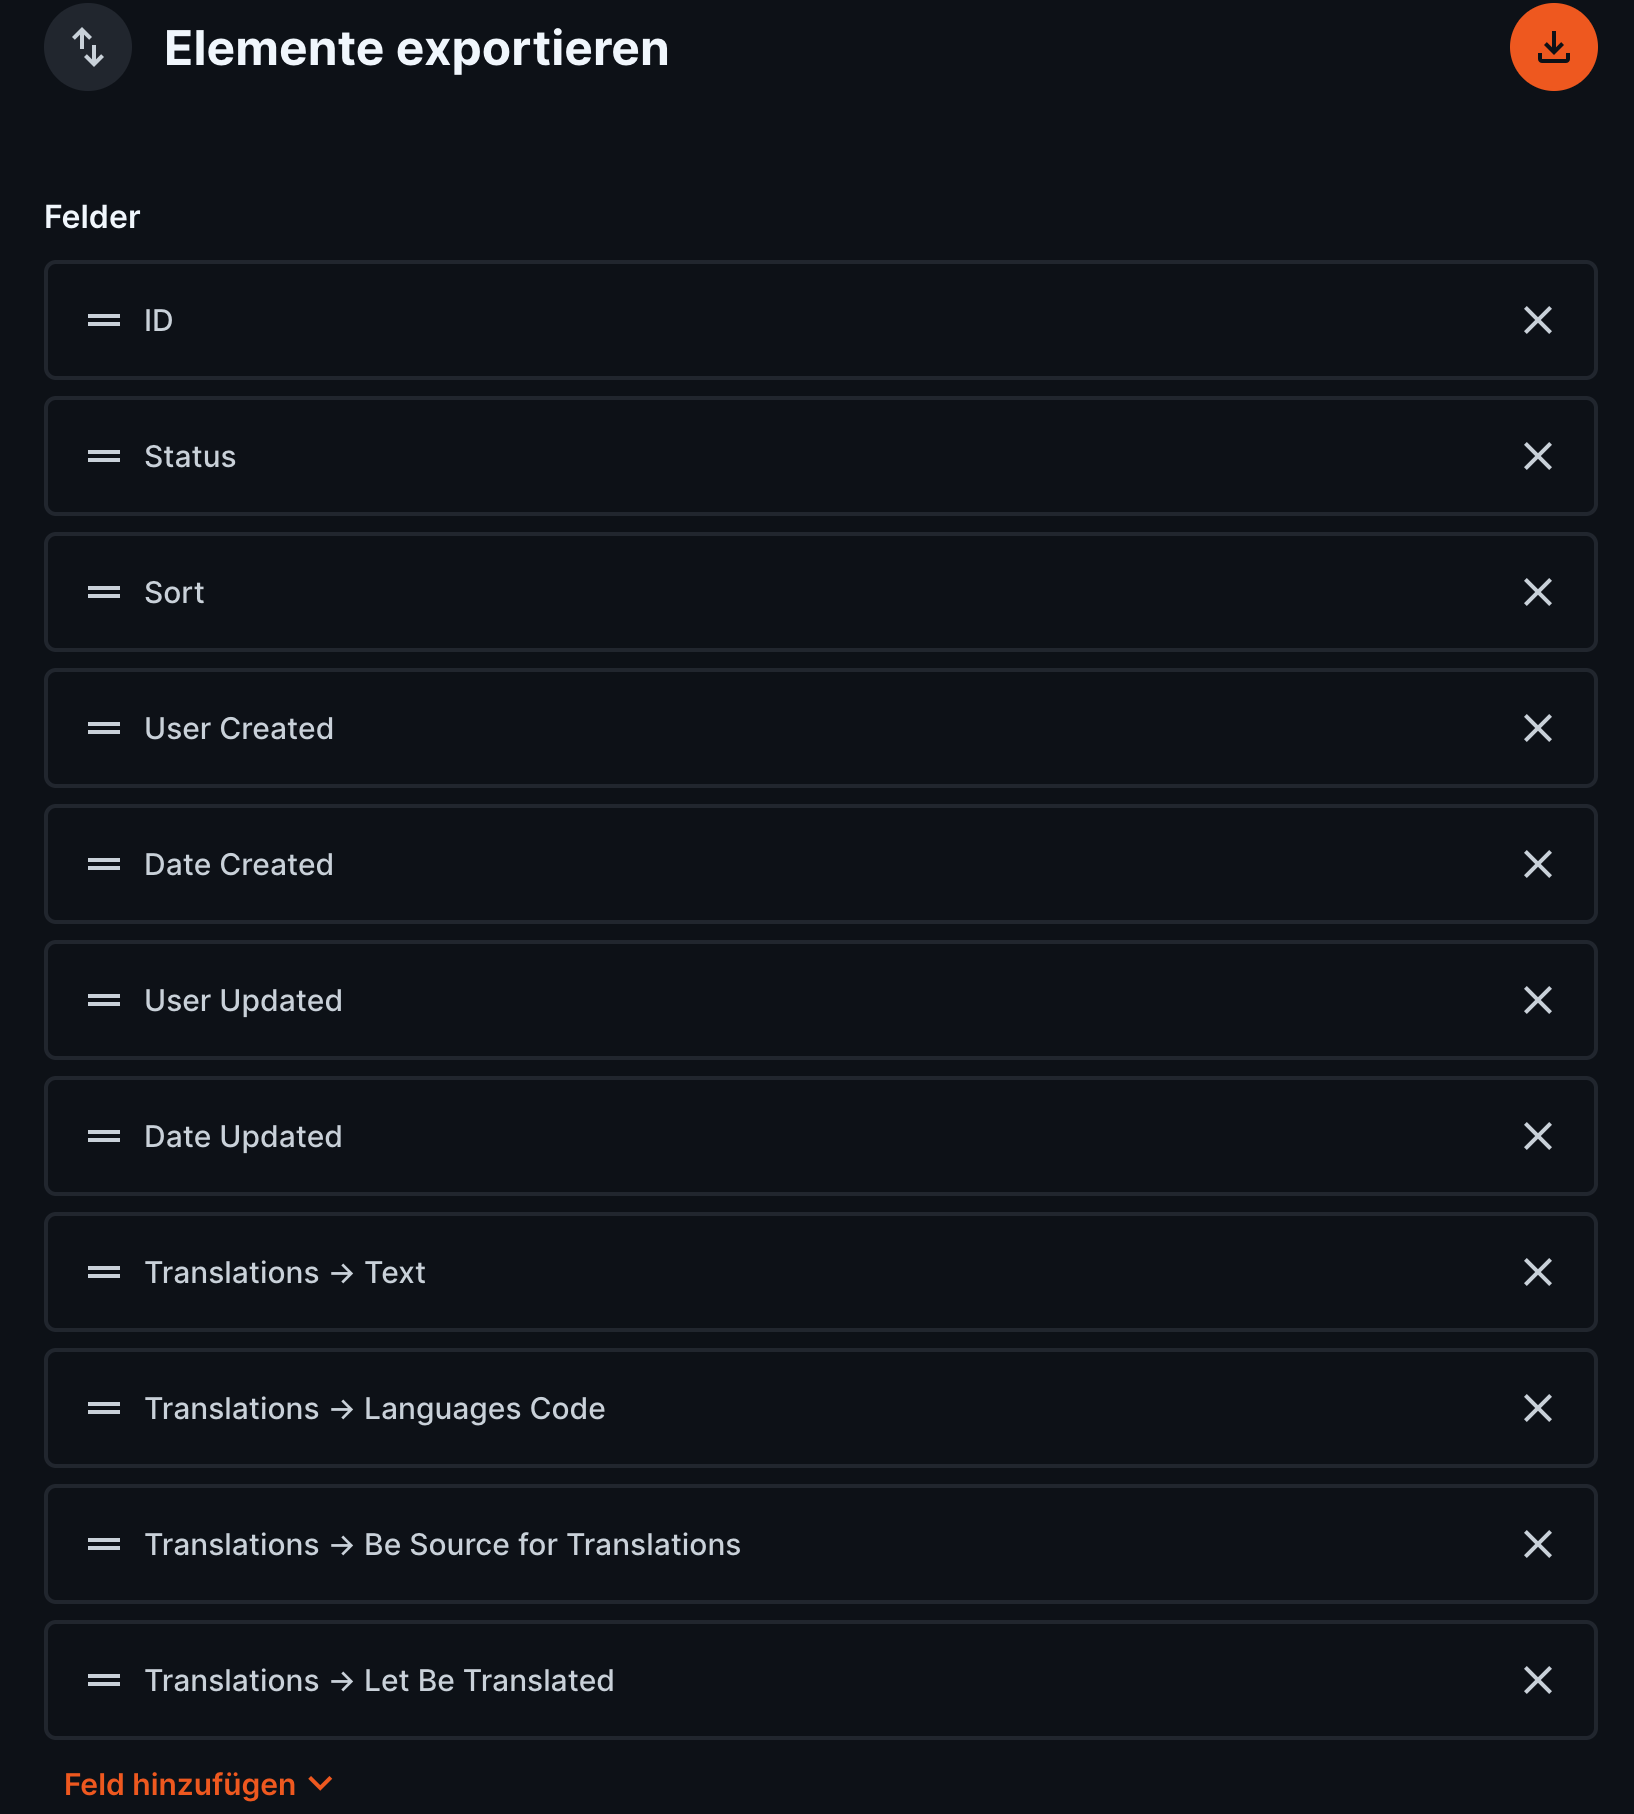 Elemente exportieren
Felder
ID
Status
Sort
User Created
Date Created
User Updated
Date Updated
Translations → Text
Translations → Languages Code
Translations → Be Source for Translations
Translations → Let Be Translated
Feld hinzufügen